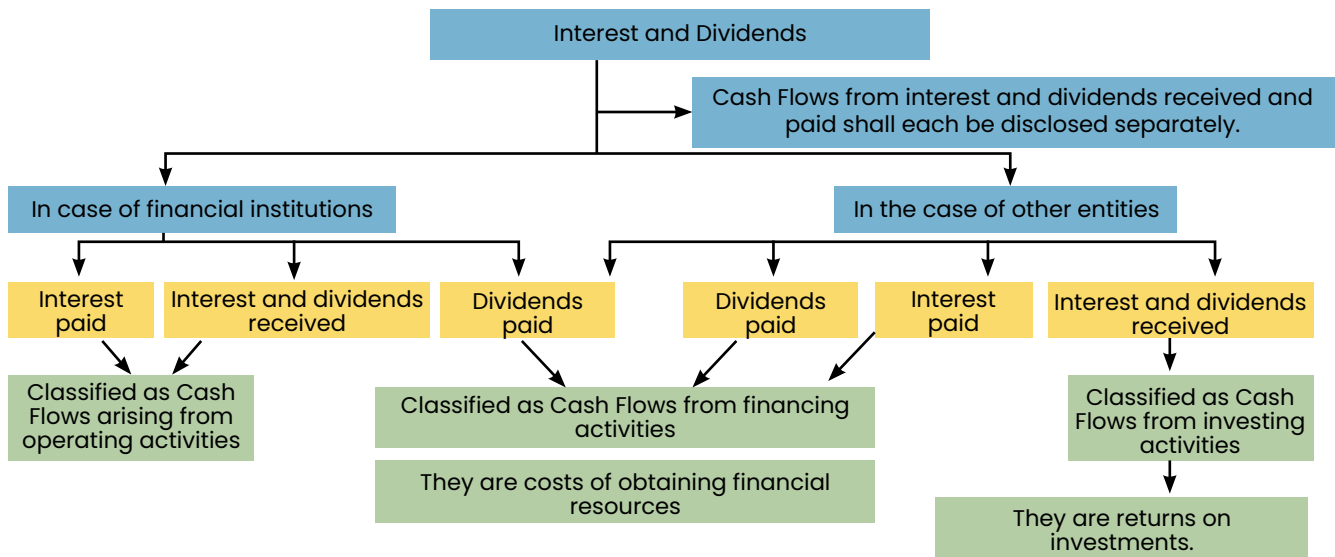 Interest and Dividends
Cash Flows from interest and dividends received and
paid shall each be disclosed separately.
In case of financial institutions
In the case of other entities
Interest
paid
Interest and dividends
received
Dividends
paid
Dividends
paid
Interest
paid
Interest and dividends
received
Classified as Cash
Flows arising from
operating activities
Classified as Cash Flows from financing
activities
Classified as Cash
Flows from investing
activities
They are costs of obtaining financial
resources
They are returns on
investments.